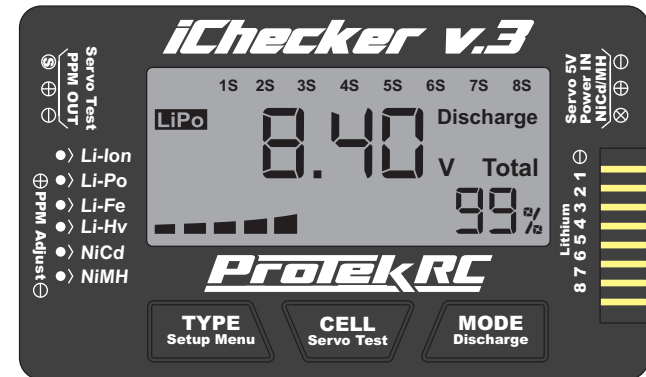 iChecker v.3
Servo Test
PPM OUT
Ⓢ ⊕ ⊖
Servo 5V
Power IN
NiCd/MH
1S 2S 3S 4S 5S 6S 7S 8S
LiPo
8.40
Discharge
V Total
99%
Li-Ion
Li-Po
Li-Fe
Li-Hv
NiCd
NiMH
⊕ PPM Adjust ⊖
Lithium
8 7 6 5 4 3 2 1 ⊖
ProTek RC
TYPE
Setup Menu
CELL
Servo Test
MODE
Discharge